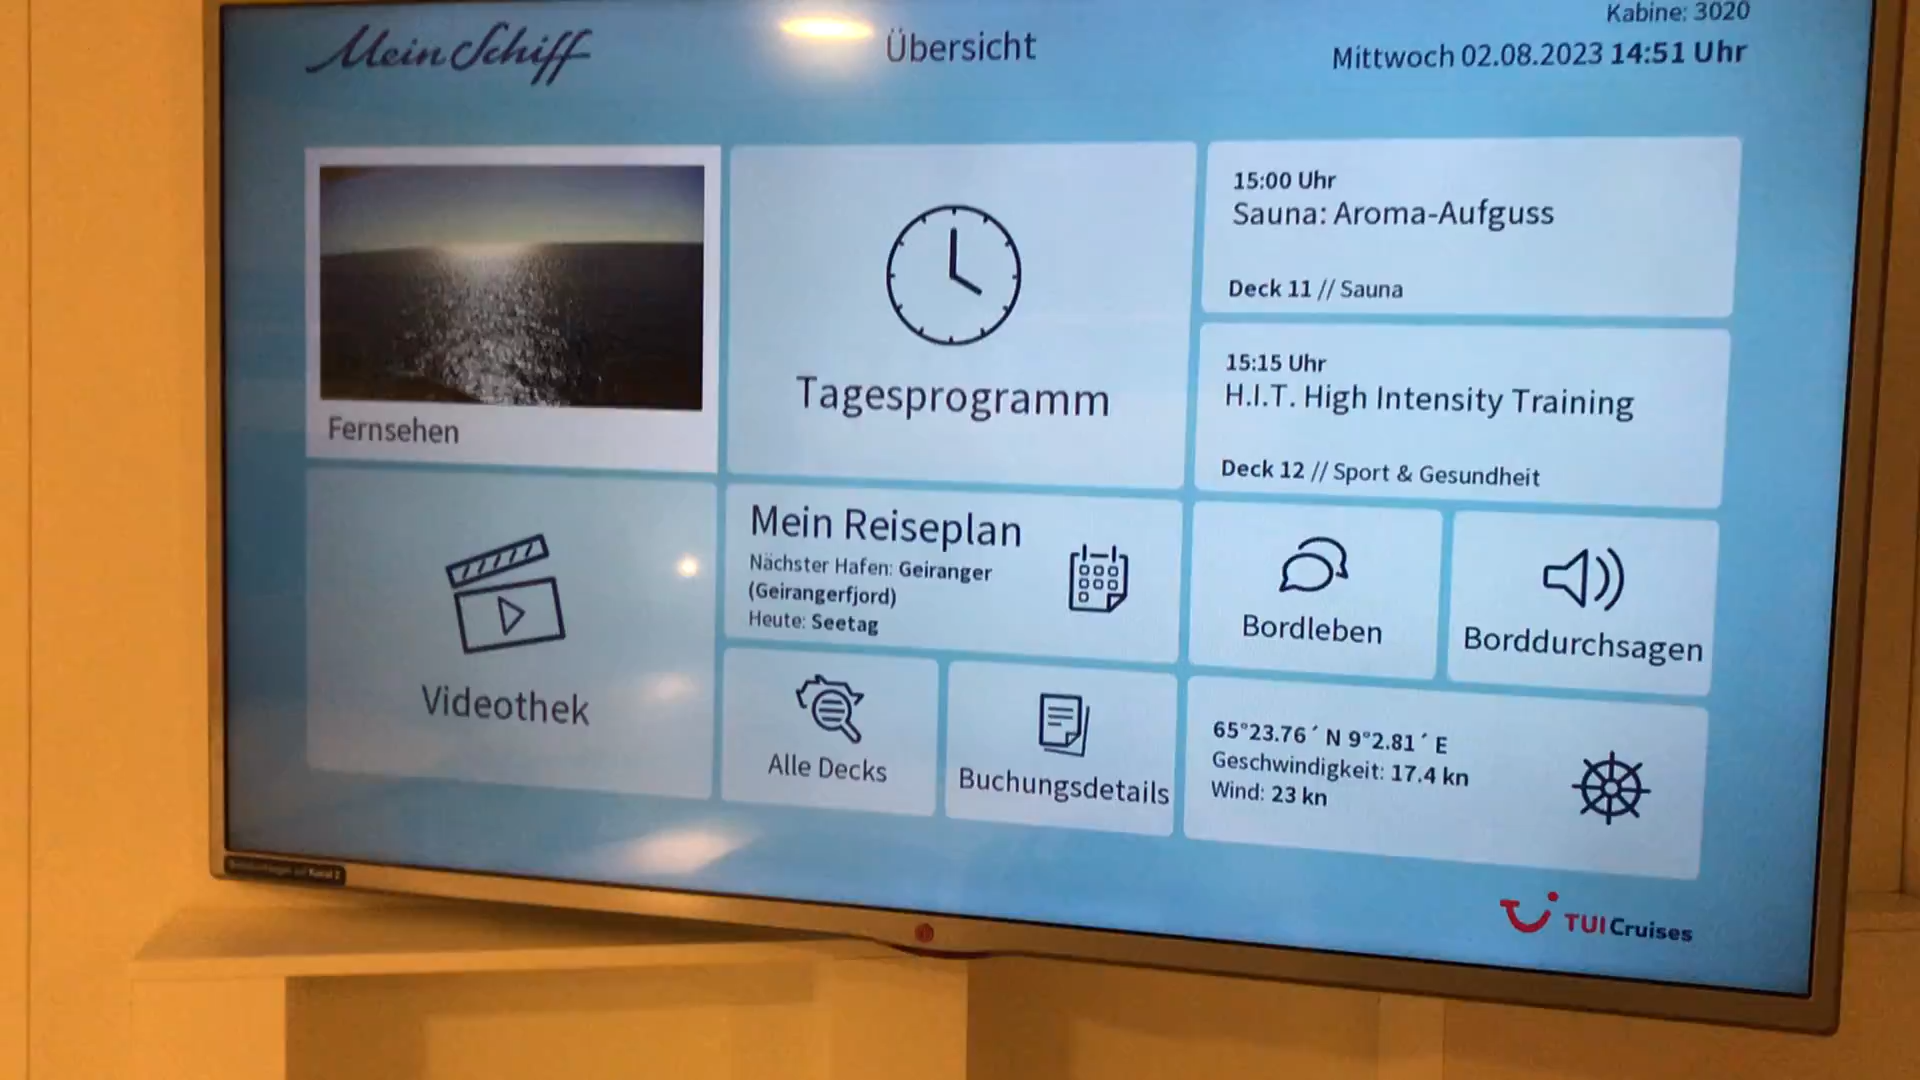 Mein Schiff
Übersicht
Kabine: 3020
Mittwoch 02.08.2023 14:51 Uhr
Fernsehen
Tagesprogramm
15:00 Uhr
Sauna: Aroma-Aufguss
Deck 11 // Sauna
15:15 Uhr
H.I.T. High Intensity Training
Deck 12 // Sport & Gesundheit
Videothek
Mein Reiseplan
Nächster Hafen: Geiranger
(Geirangerfjord)
Heute: Seetag
Bordleben
Borddurchsagen
Alle Decks
Buchungsdetails
65°23.76´ N 9°2.81´ E
Geschwindigkeit: 17.4 kn
Wind: 23 kn
TUI Cruises